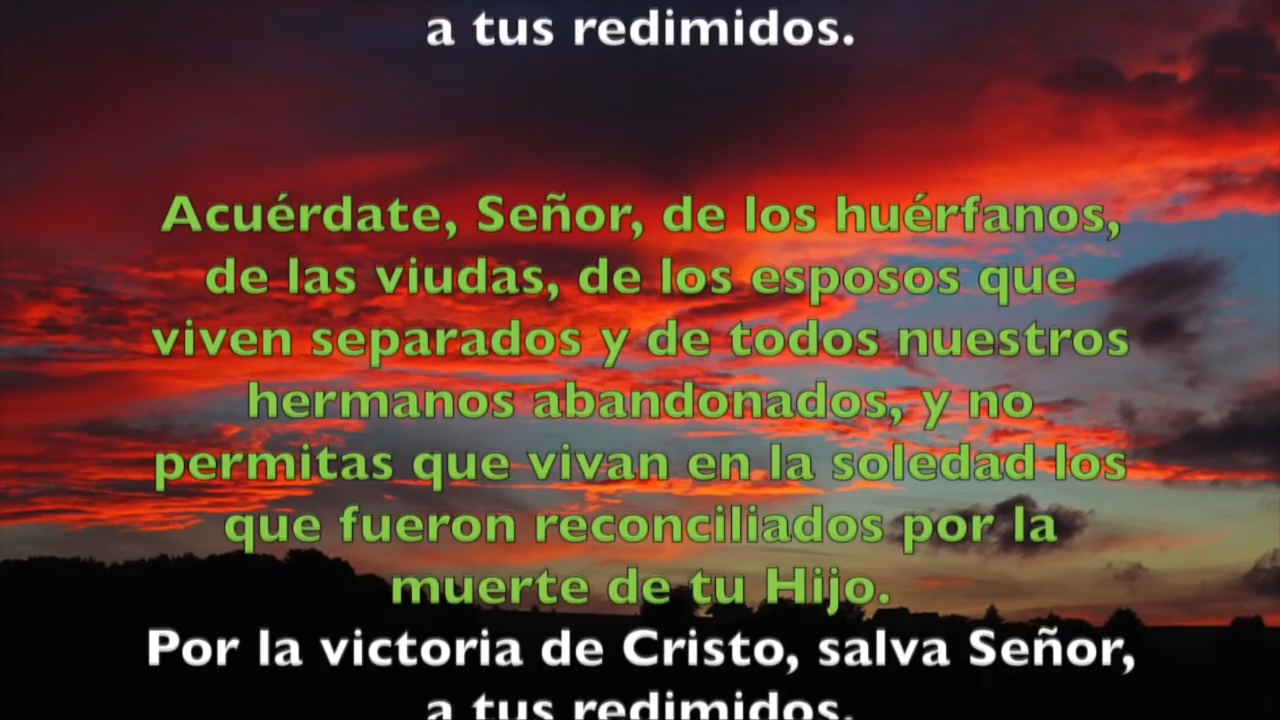 a tus redimidos.
Acuérdate, Señor, de los huérfanos,
de las viudas, de los esposos que
viven separados y de todos nuestros
hermanos abandonados, y no
permitas que vivan en la soledad los
que fueron reconciliados por la
muerte de tu Hijo.
Por la victoria de Cristo, salva Señor,
a tus redimidos.